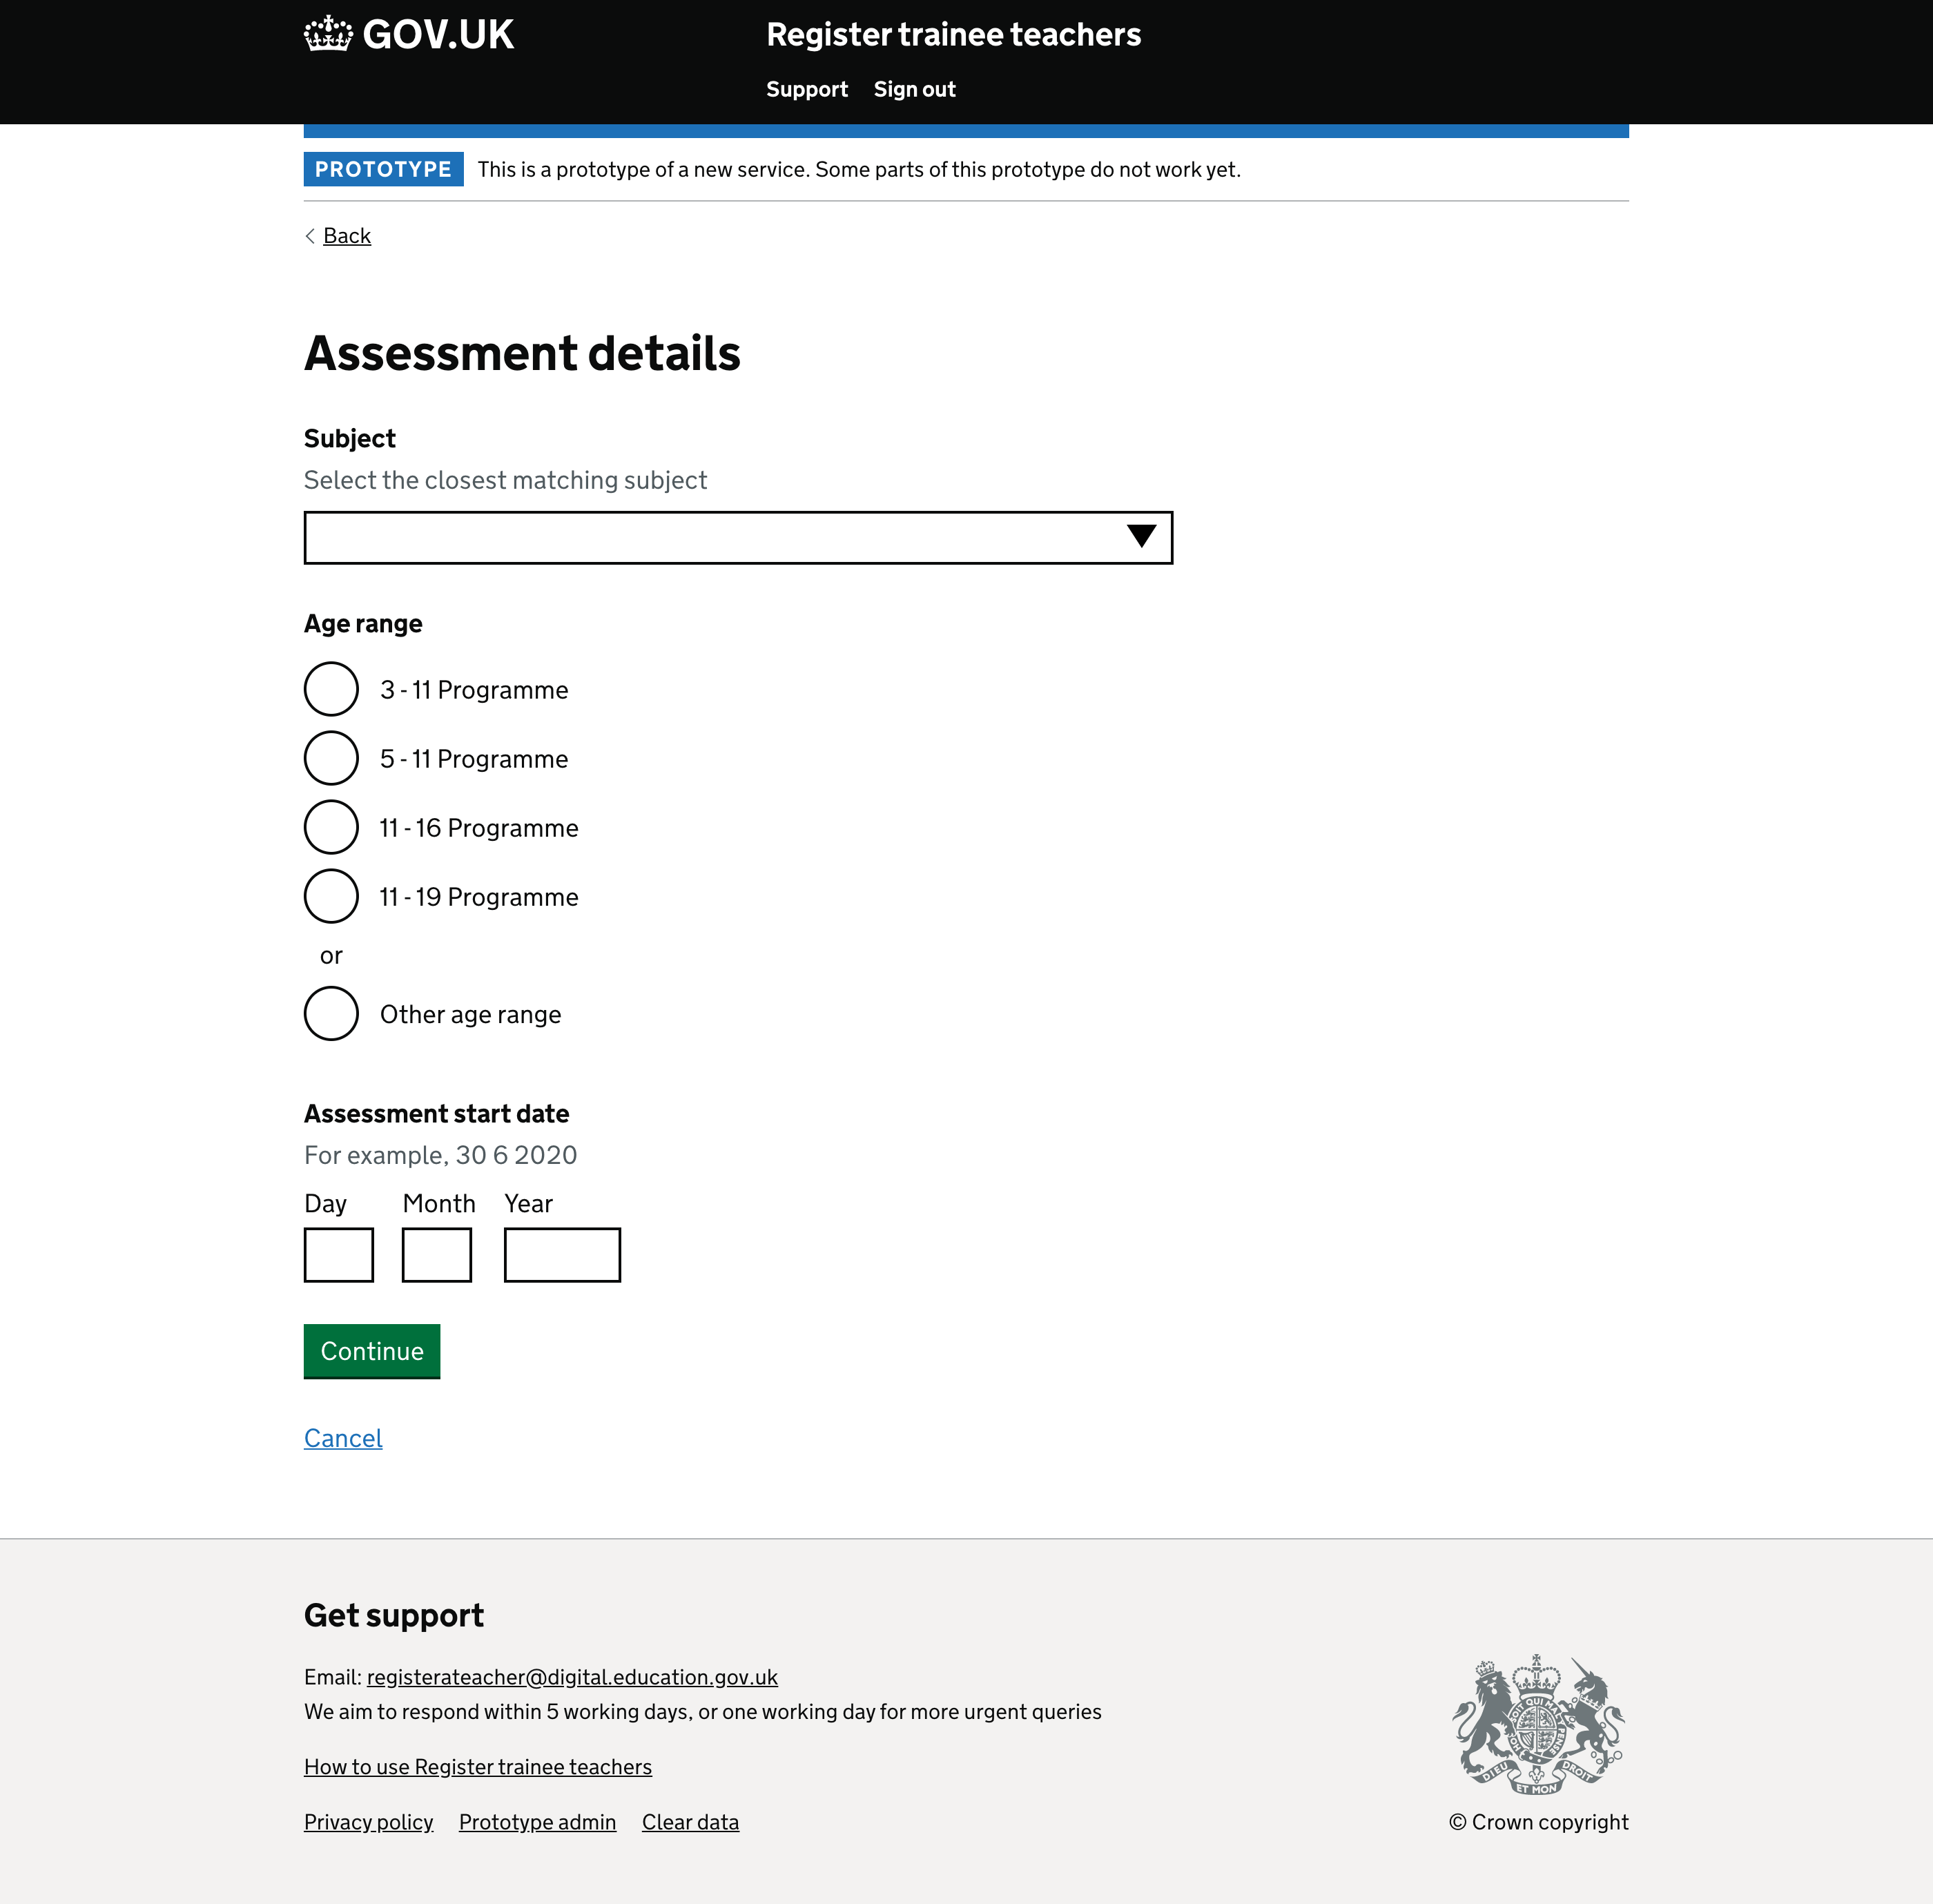 GOV.UK
Register trainee teachers
Support Sign out
PROTOTYPE This is a prototype of a new service. Some parts of this prototype do not work yet.
Back
Assessment details
Subject
Select the closest matching subject
Age range
3 - 11 Programme
5 - 11 Programme
11 - 16 Programme
11 - 19 Programme
or
Other age range
Assessment start date
For example, 30 6 2020
Day Month Year
Continue
Cancel
Get support
Email: registerateacher@digital.education.gov.uk
We aim to respond within 5 working days, or one working day for more urgent queries
How to use Register trainee teachers
Privacy policy Prototype admin Clear data
DIEU ET MON DROIT
© Crown copyright